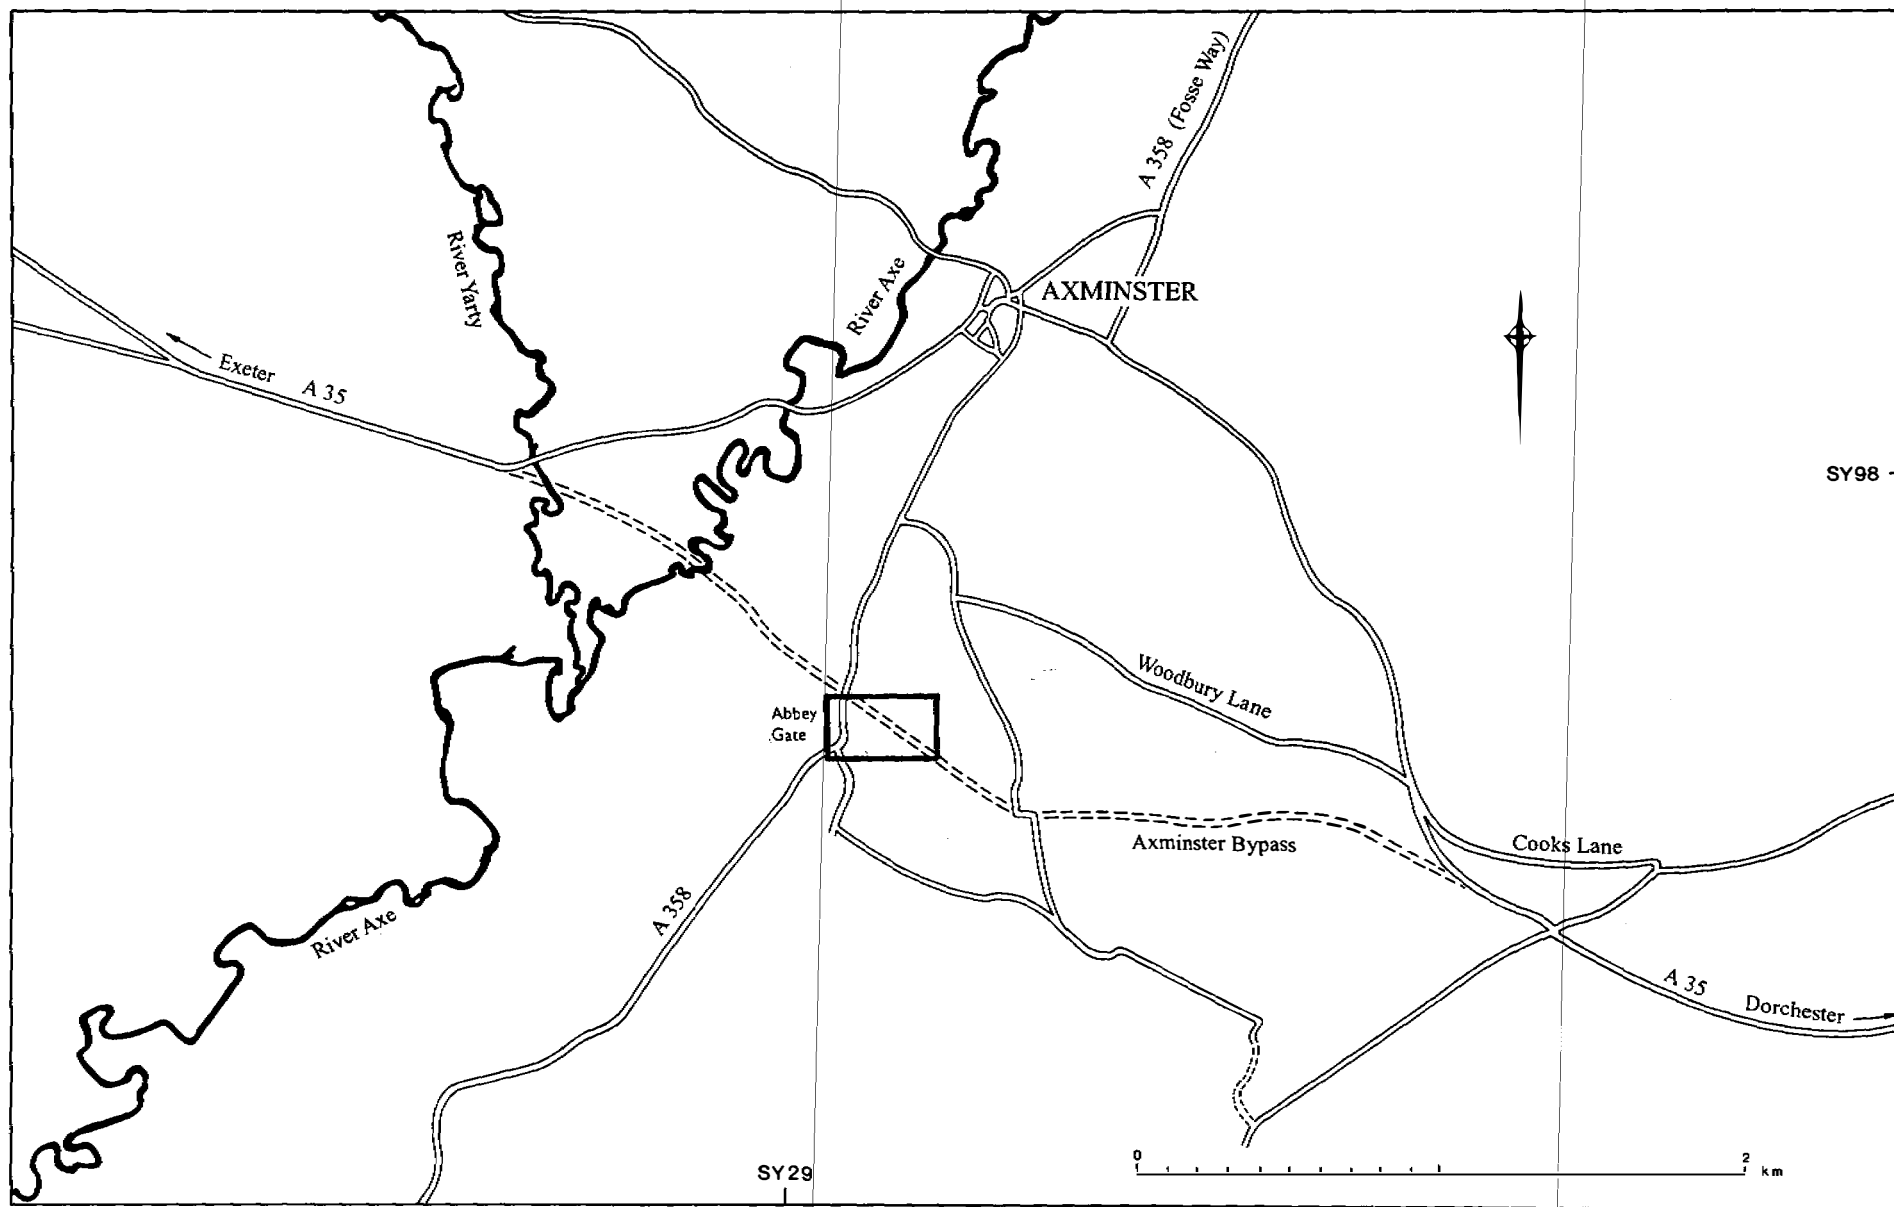 A 358 (Fosse Way)
River Yarty
River Axe
AXMINSTER
Exeter
A 35
SY98
Woodbury Lane
Abbey
Gate
Axminster Bypass
Cooks Lane
A 358
River Axe
A 35
Dorchester
SY29
0
2 km